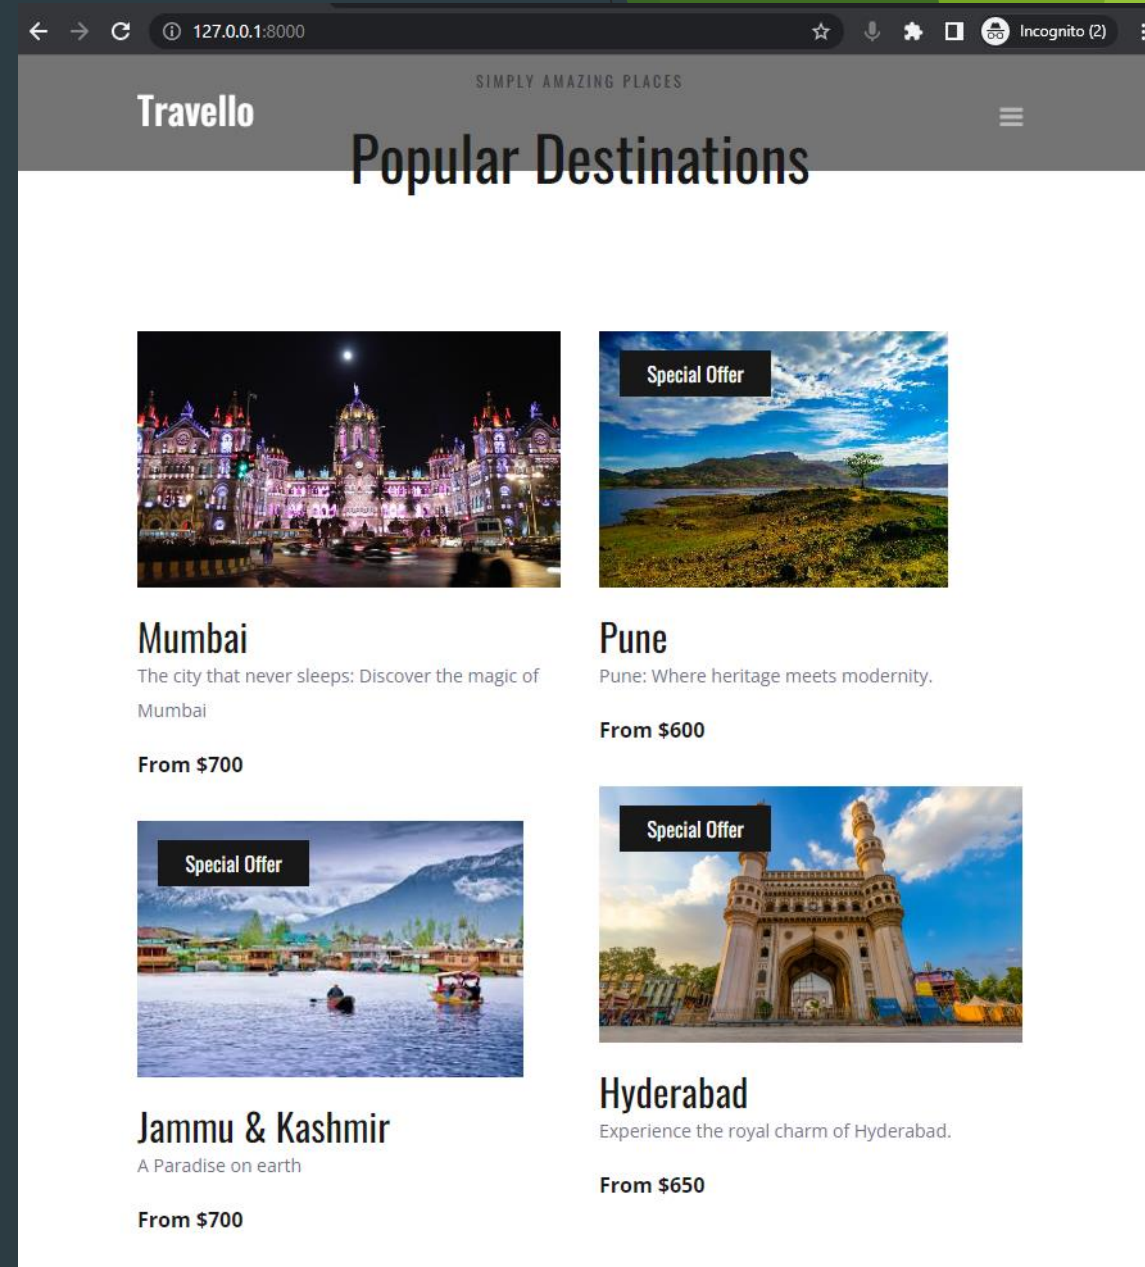 127.0.0.1:8000
Incognito (2)
SIMPLY AMAZING PLACES
Travello
Popular Destinations
Special Offer
Mumbai
The city that never sleeps: Discover the magic of
Mumbai
From $700
Pune
Pune: Where heritage meets modernity.
From $600
Special Offer
Jammu & Kashmir
A Paradise on earth
From $700
Special Offer
Hyderabad
Experience the royal charm of Hyderabad.
From $650